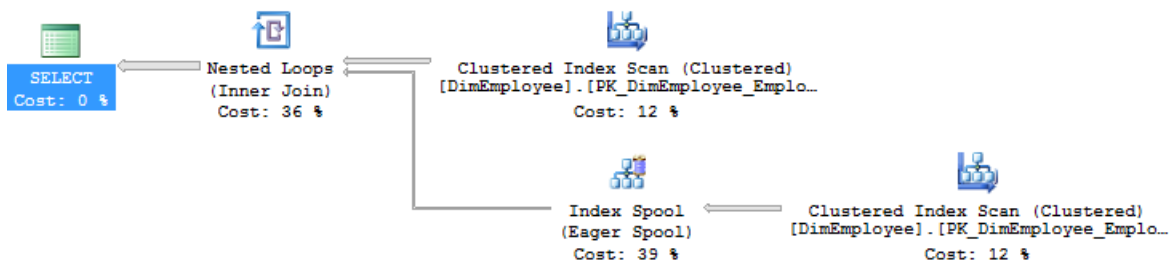 SELECT
Cost: 0 %
Nested Loops
(Inner Join)
Cost: 36 %
Clustered Index Scan (Clustered)
[DimEmployee].[PK_DimEmployee_Emplo…
Cost: 12 %
Index Spool
(Eager Spool)
Cost: 39 %
Clustered Index Scan (Clustered)
[DimEmployee].[PK_DimEmployee_Emplo…
Cost: 12 %